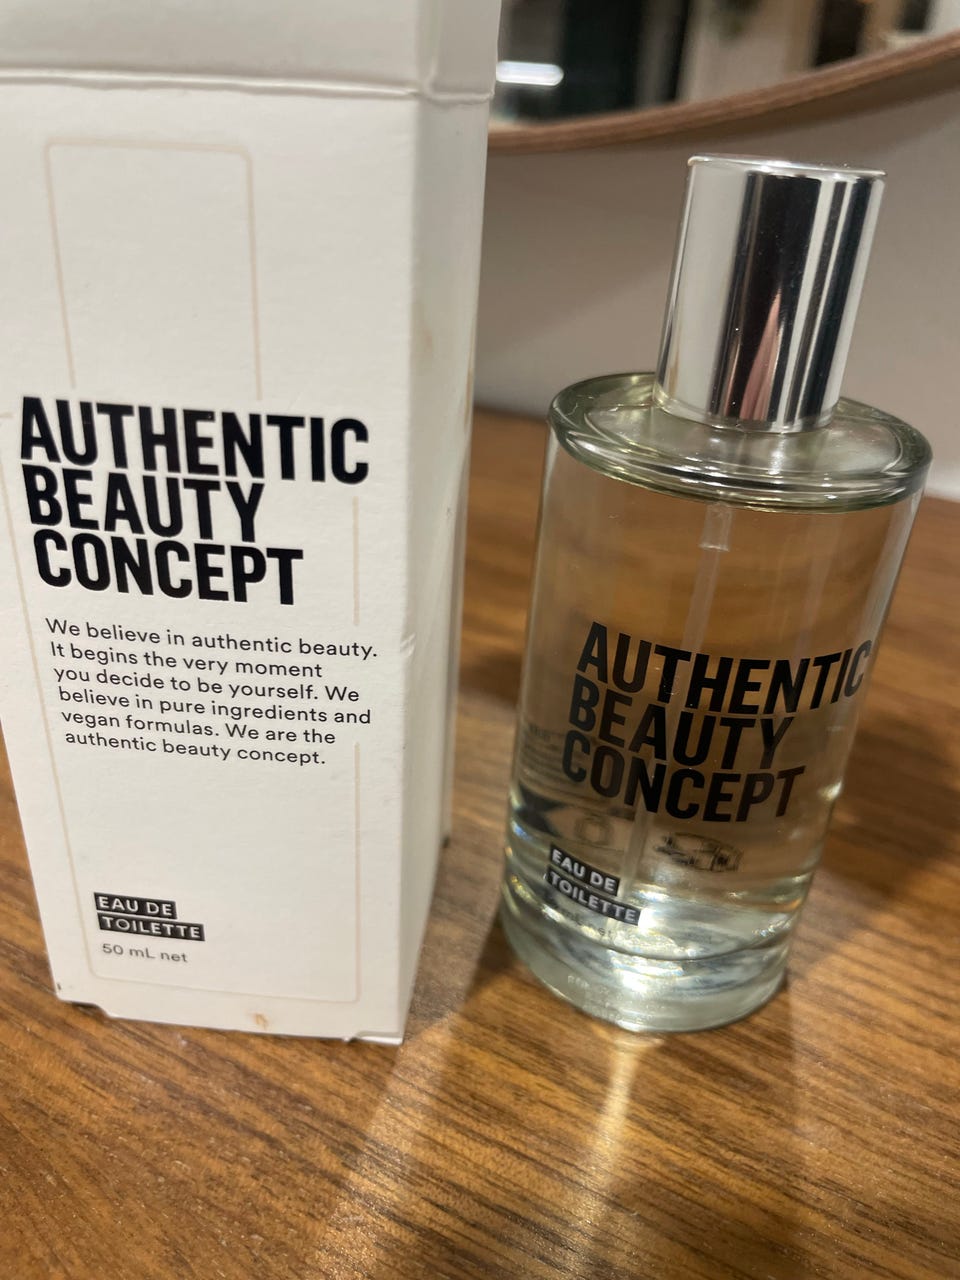 AUTHENTIC
BEAUTY
CONCEPT
We believe in authentic beauty.
It begins the very moment
you decide to be yourself. We
believe in pure ingredients and
vegan formulas. We are the
authentic beauty concept.
EAU DE
TOILETTE
50 mL net
AUTHENTIC
BEAUTY
CONCEPT
EAU DE
TOILETTE